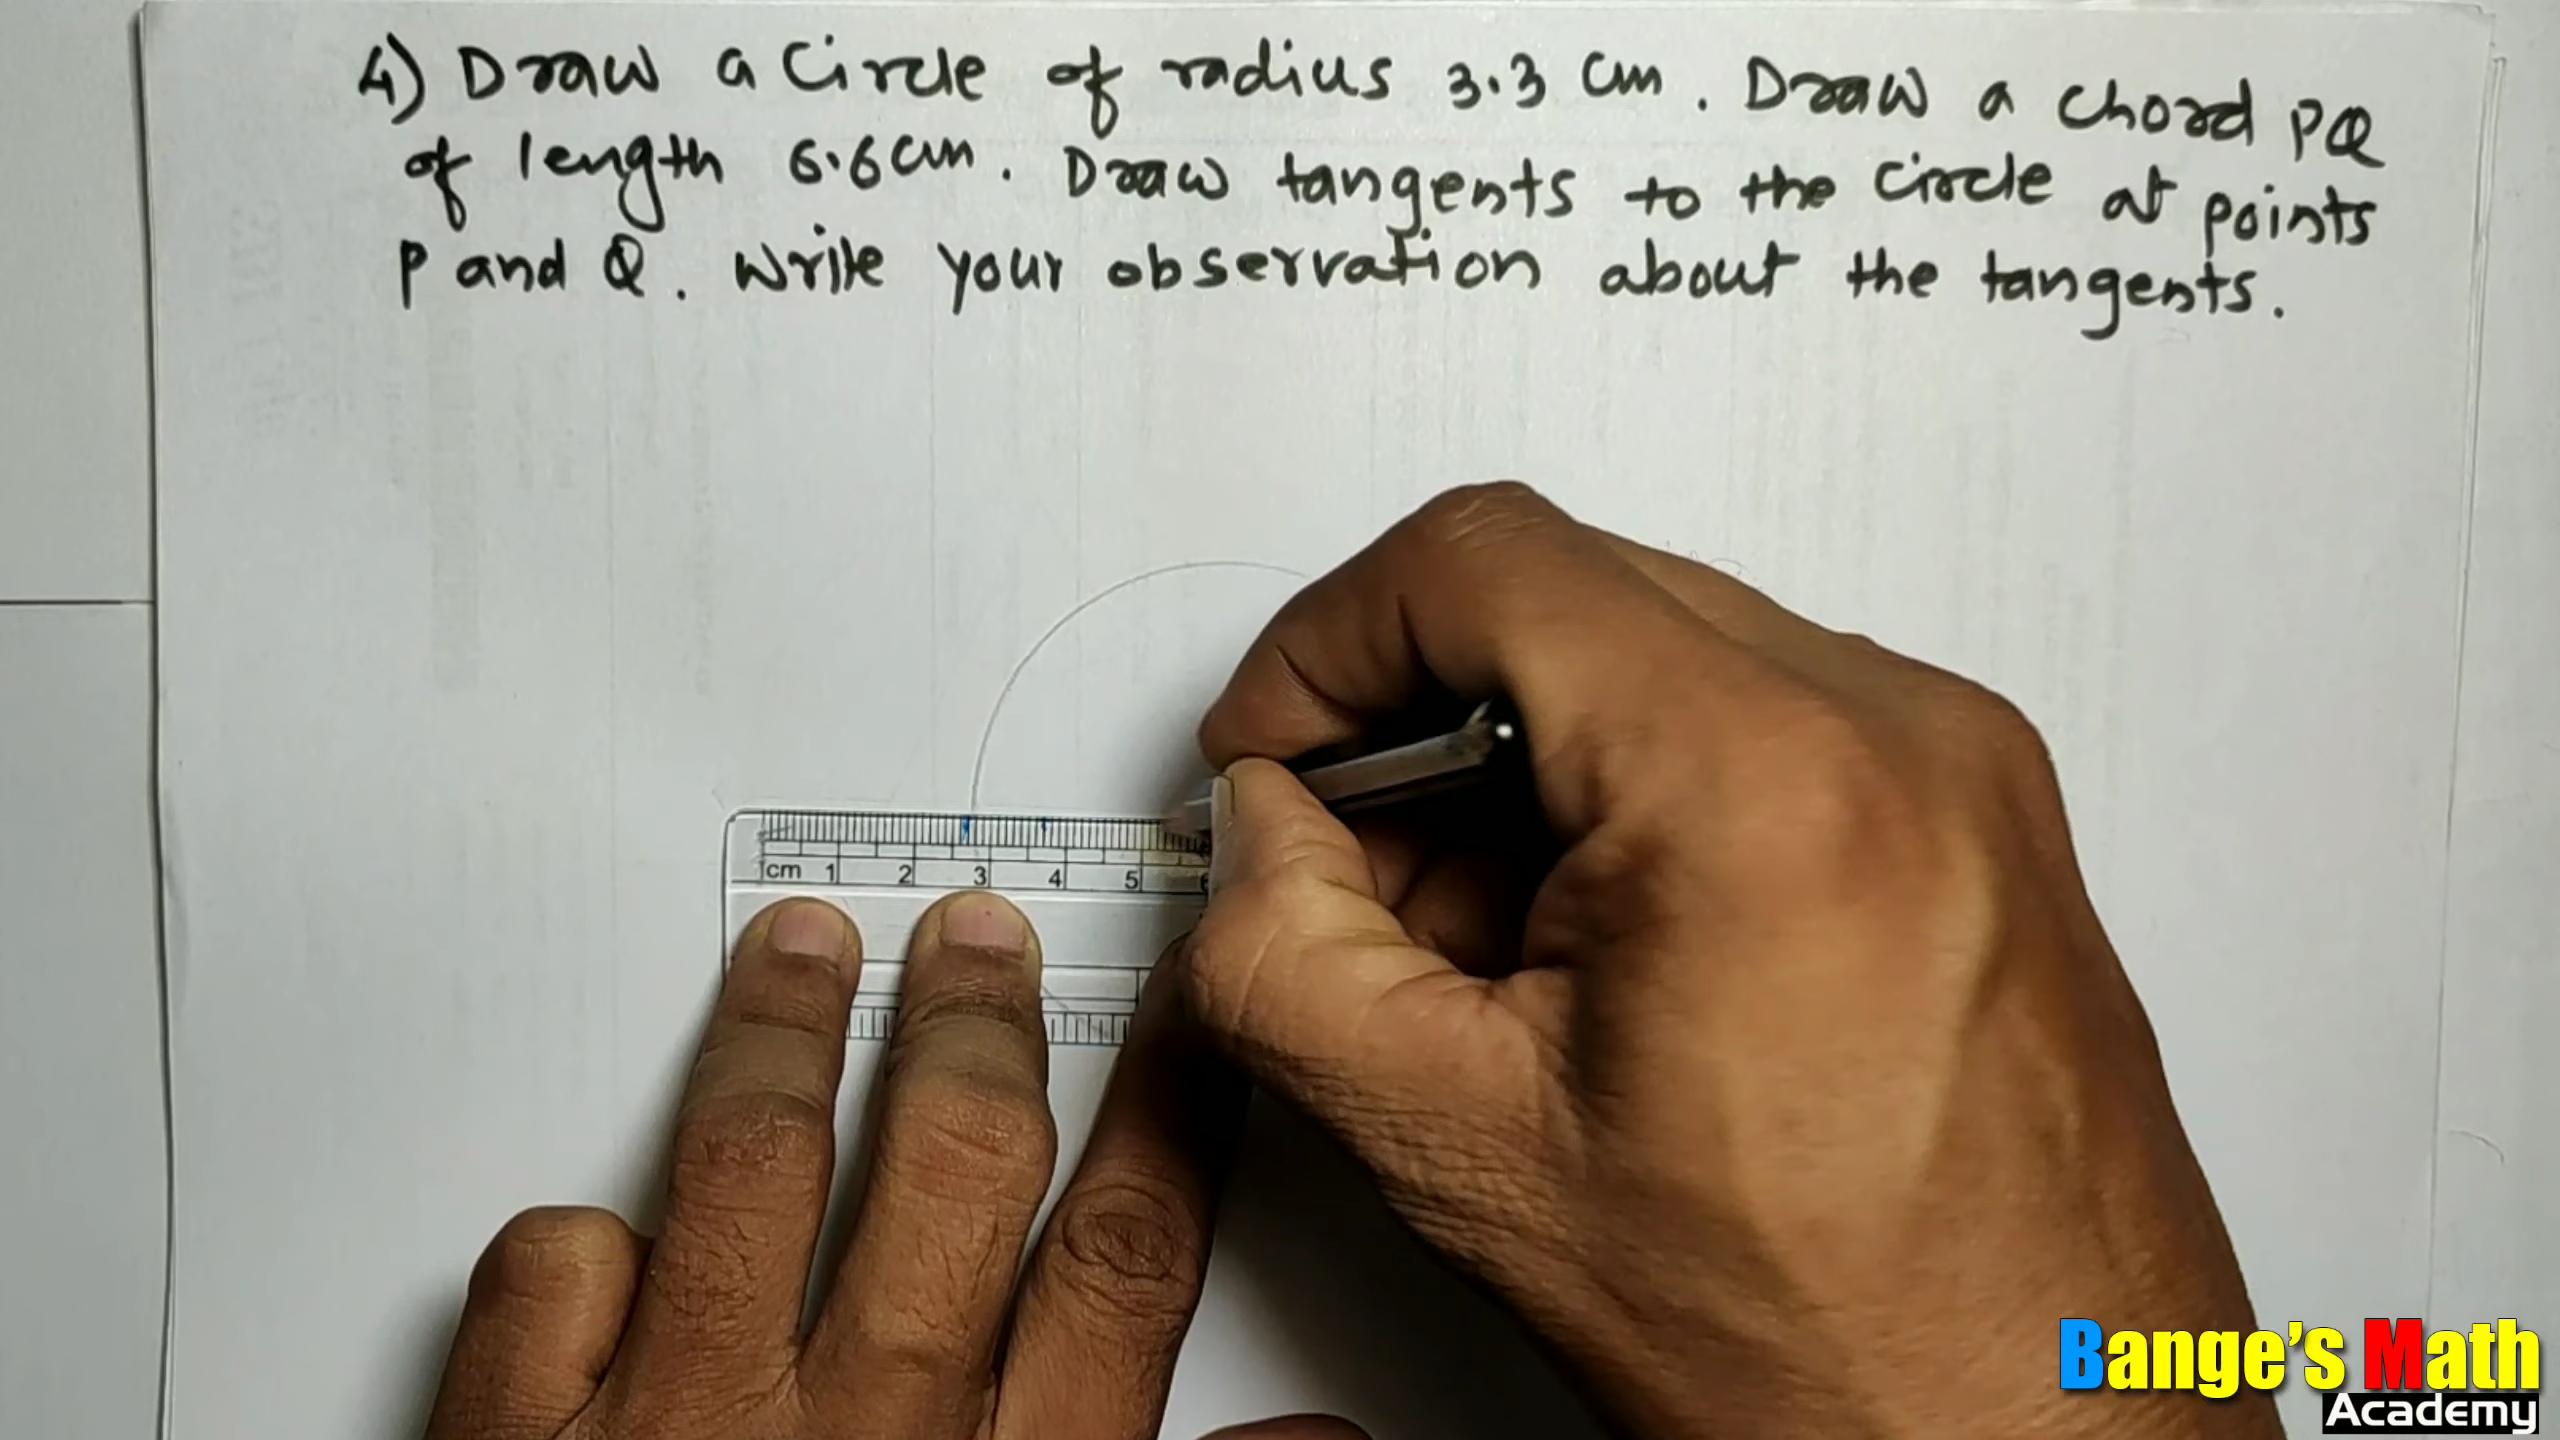 4) Draw a Circle of radius 3.3 cm. Draw a chord PQ
of length 6.6cm. Draw tangents to the circle at points
P and Q. Write your observation about the tangents.
cm 1 2 3 4 5 6
Bange's Math
Academy